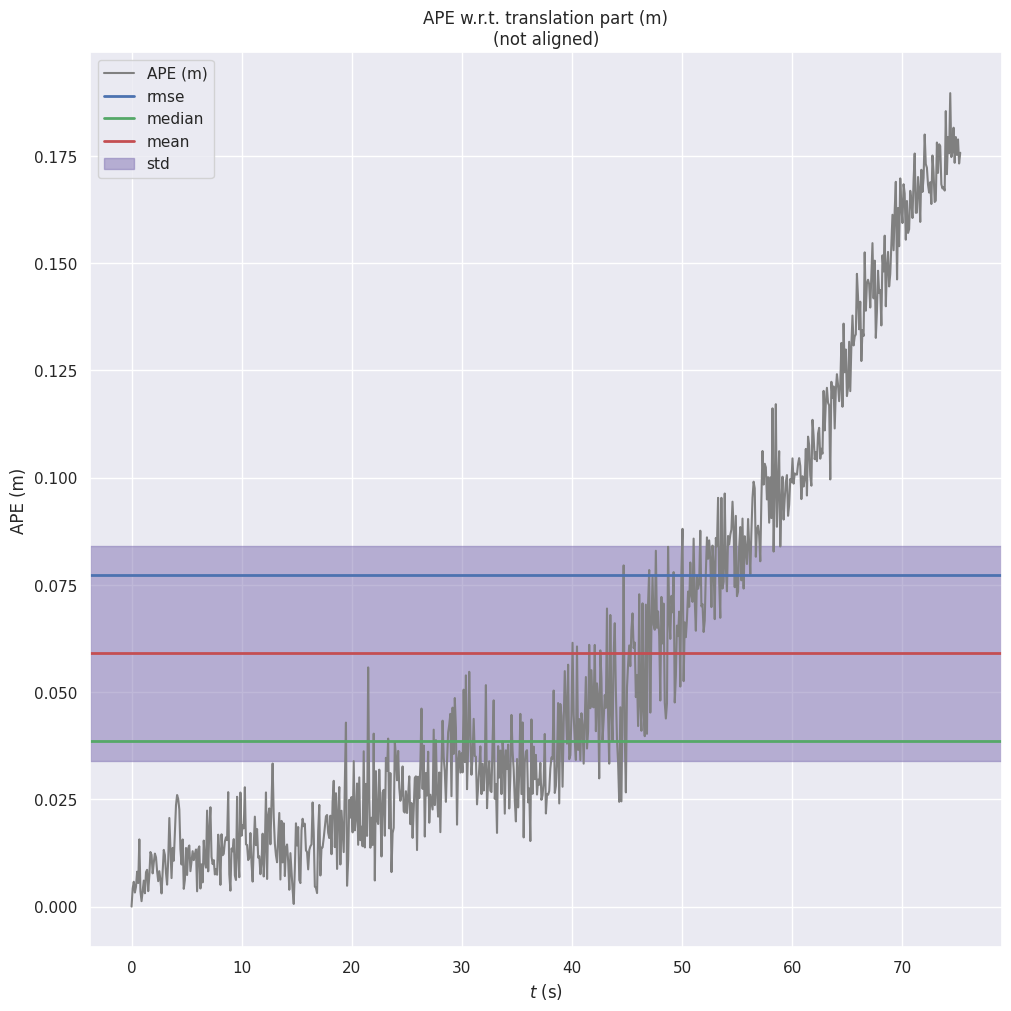 APE w.r.t. translation part (m)
(not aligned)
APE (m)
rmse
median
mean
std
APE (m)
0.175
0.150
0.125
0.100
0.075
0.050
0.025
0.000
0 10 20 30 40 50 60 70
t (s)